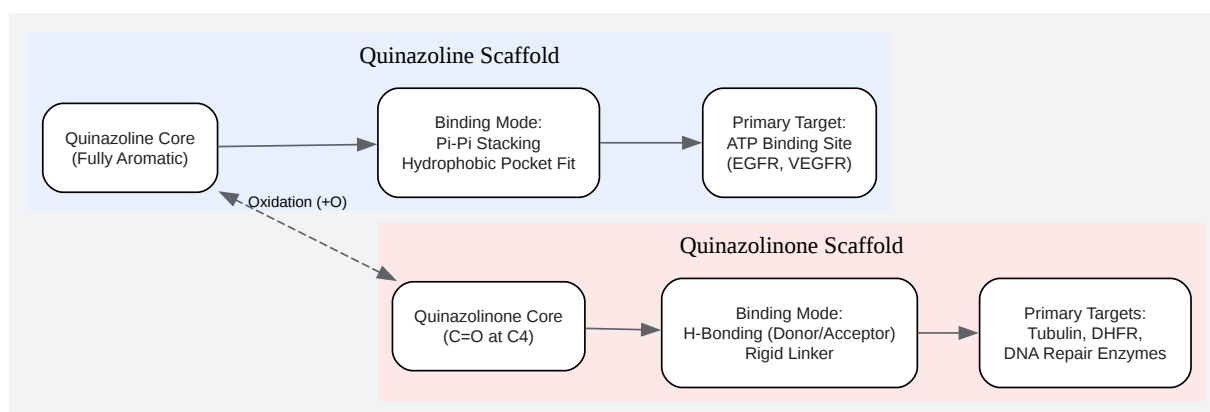 Quinazoline Scaffold
Quinazoline Core
(Fully Aromatic)
Binding Mode:
Pi-Pi Stacking
Hydrophobic Pocket Fit
Primary Target:
ATP Binding Site
(EGFR, VEGFR)
Oxidation (+O)
Quinazolinone Scaffold
Quinazolinone Core
(C=O at C4)
Binding Mode:
H-Bonding (Donor/Acceptor)
Rigid Linker
Primary Targets:
Tubulin, DHFR,
DNA Repair Enzymes